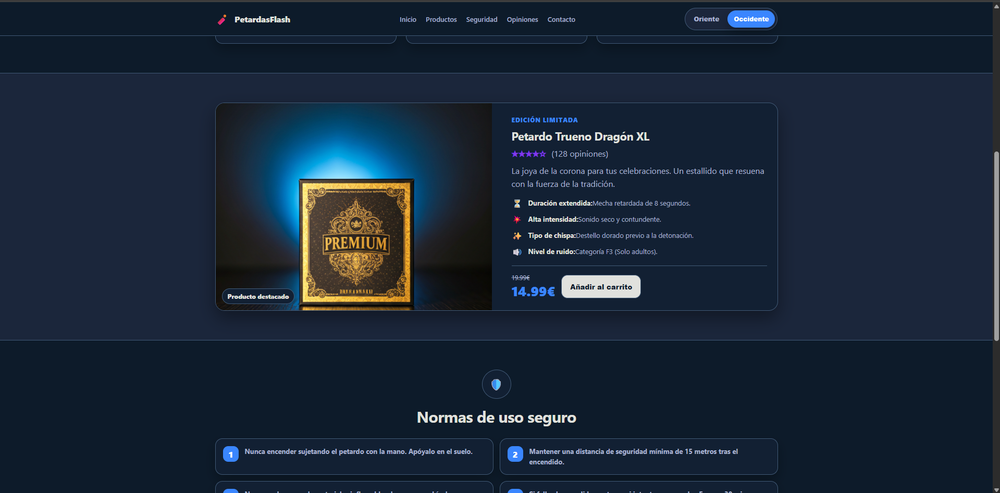 PetardasFlash
Inicio
Productos
Seguridad
Opiniones
Contacto
Oriente
Occidente
PREMIUM
Producto destacado
EDICIÓN LIMITADA
Petardo Trueno Dragón XL
★★★★☆ (128 opiniones)
La joya de la corona para tus celebraciones. Un estallido que resuena
con la fuerza de la tradición.
Duración extendida:Mecha retardada de 8 segundos.
Alta intensidad:Sonido seco y contundente.
Tipo de chispa:Destello dorado previo a la detonación.
Nivel de ruido:Categoría F3 (Solo adultos).
19.99€
14.99€
Añadir al carrito
Normas de uso seguro
1 Nunca encender sujetando el petardo con la mano. Apóyalo en el suelo.
2 Mantener una distancia de seguridad mínima de 15 metros tras el
encendido.